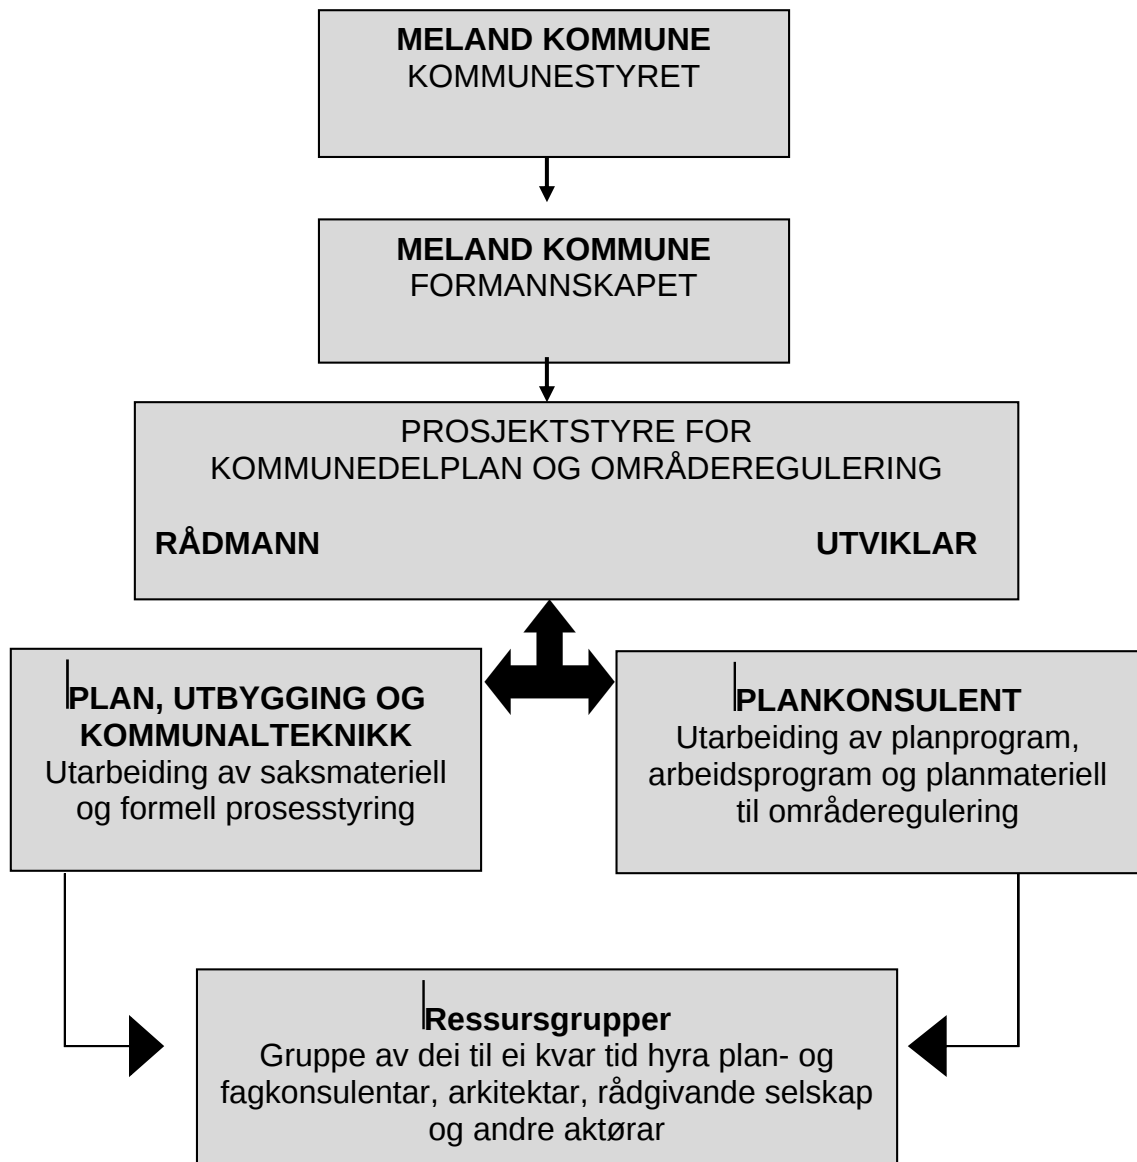 MELAND KOMMUNE
KOMMUNESTYRET
MELAND KOMMUNE
FORMANNSKAPET
PROSJEKTSTYRE FOR
KOMMUNEDELPLAN OG OMRÅDEREGULERING
RÅDMANN UTVIKLAR
PLAN, UTBYGGING OG
KOMMUNALTEKNIKK
Utarbeiding av saksmateriell
og formell prosesstyring
PLANKONSULENT
Utarbeiding av planprogram,
arbeidsprogram og planmateriell
til områderegulering
Ressursgrupper
Gruppe av dei til ei kvar tid hyra plan- og
fagkonsulentar, arkitektar, rådgivande selskap
og andre aktørar